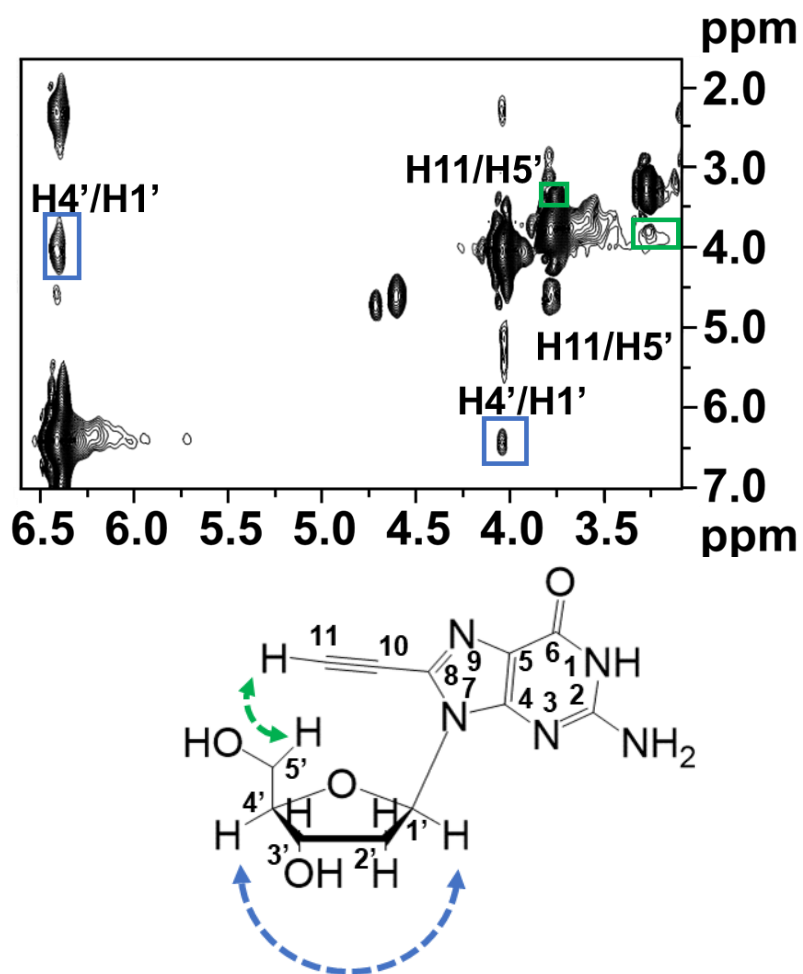 ppm
2.0
3.0
H11/H5’
H4’/H1’
4.0
5.0
H11/H5’
H4’/H1’
6.0
7.0
6.5 6.0 5.5 5.0 4.5 4.0 3.5 ppm
O
11 10 N 9 5 6 1 NH
H 8 7 4 3 2
N N NH2
HO H
5’
O
4’ H H 1’
H 3’ 2’ H
OH H